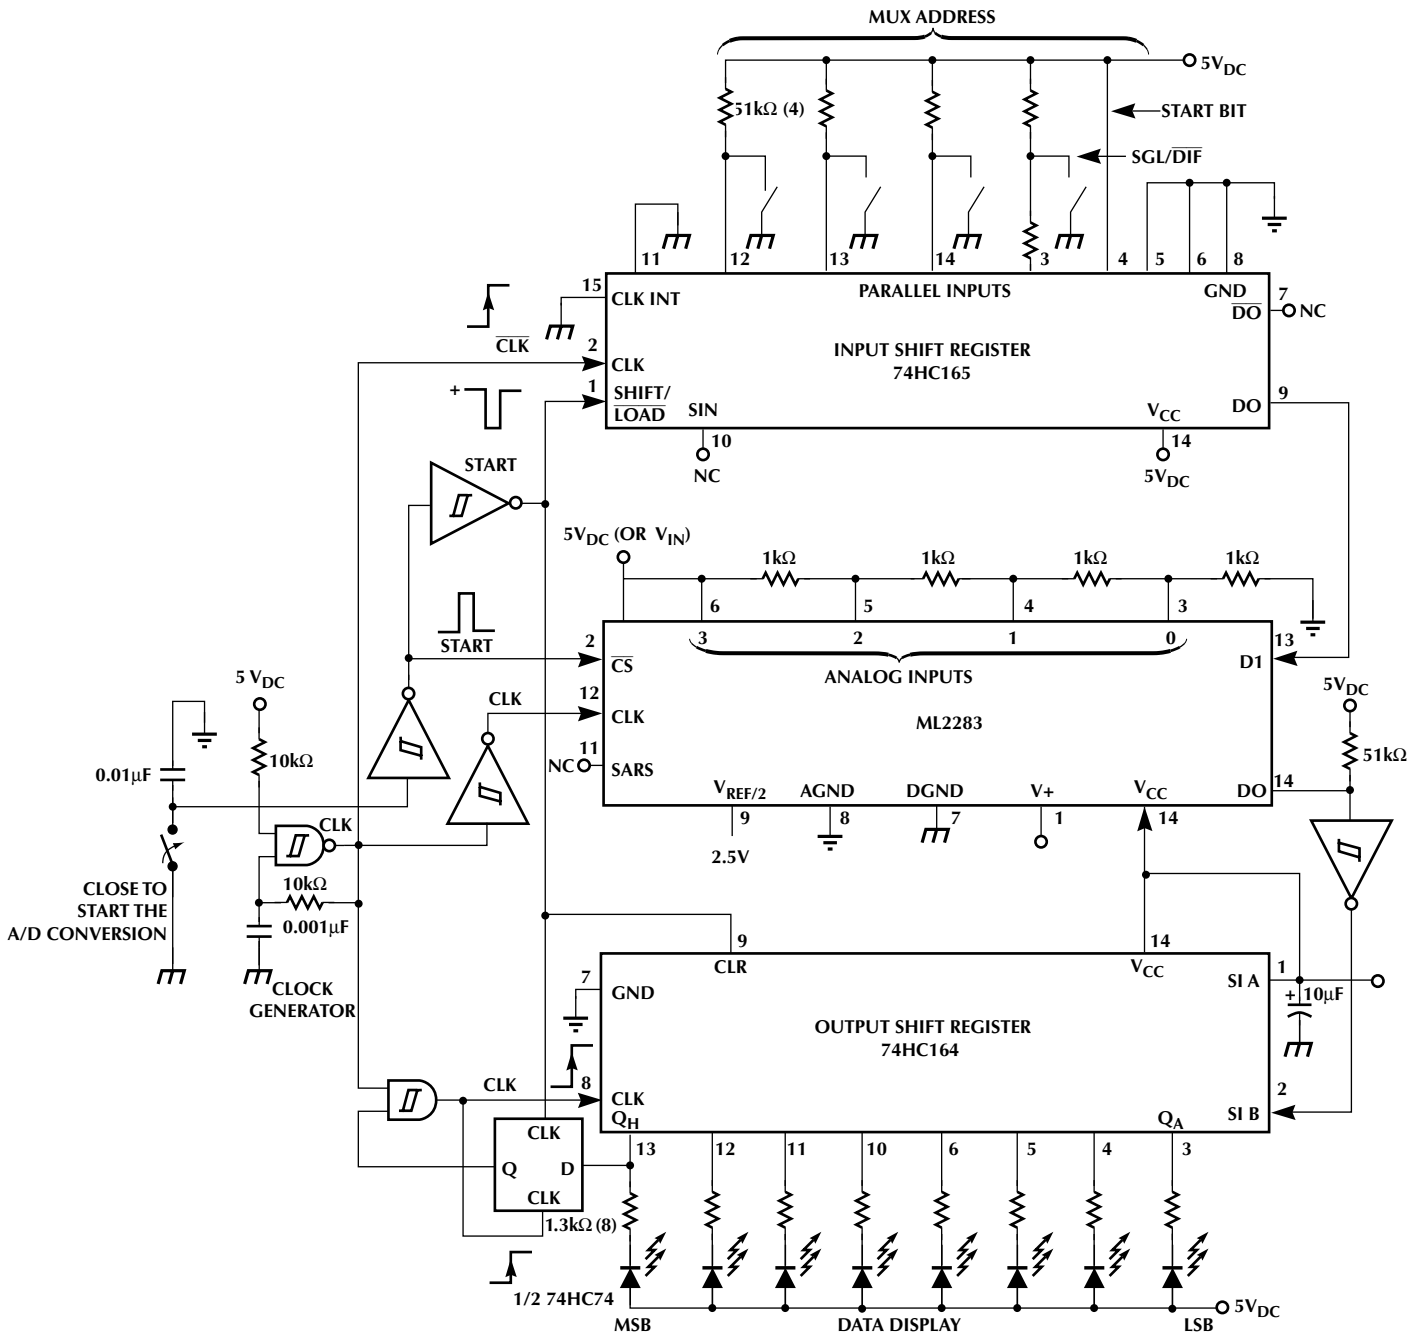 MUX ADDRESS
5VDC
51kΩ (4)
START BIT
SGL/DIF
11
12
13
14
3
4
5
6
8
15
CLK INT
PARALLEL INPUTS
GND
7
DO
NC
CLK
2
CLK
INPUT SHIFT REGISTER
74HC165
+
1
SHIFT/
LOAD
SIN
VCC
DO
9
10
NC
14
5VDC
START
5VDC (OR VIN)
1kΩ
1kΩ
1kΩ
1kΩ
6
5
4
3
START
2
CS
3
2
1
0
13
D1
ANALOG INPUTS
5 VDC
CLK
12
CLK
ML2283
5VDC
10kΩ
0.01µF
NC
11
SARS
51kΩ
VREF/2
AGND
DGND
V+
VCC
DO
14
9
8
7
1
14
2.5V
CLK
CLOSE TO
START THE
A/D CONVERSION
10kΩ
0.001µF
CLOCK
GENERATOR
9
CLR
14
VCC
7
GND
SI A
1
+
10µF
OUTPUT SHIFT REGISTER
74HC164
CLK
8
CLK
QH
QA
SI B
2
CLK
Q
D
CLK
13
12
11
10
6
5
4
3
1.3kΩ (8)
1/2 74HC74
MSB
DATA DISPLAY
LSB
5VDC